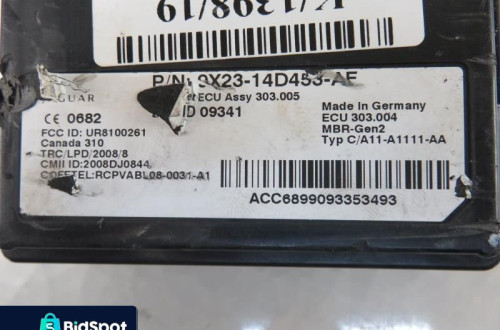 K/1398/19
P/N: 9X23-14D453-AF
ECU Assy 303.005
ID 09341
GUAR
0682
FCC ID: UR8100261
Canada 310
TRC/LPD/2008/8
CMII ID:2008DJ0844
COFETEL:RCPVABL08-0031-A1
Made in Germany
ECU 303.004
MBR-Gen2
Typ C/A11-A1111-AA
ACC6899093353493
BidSpot